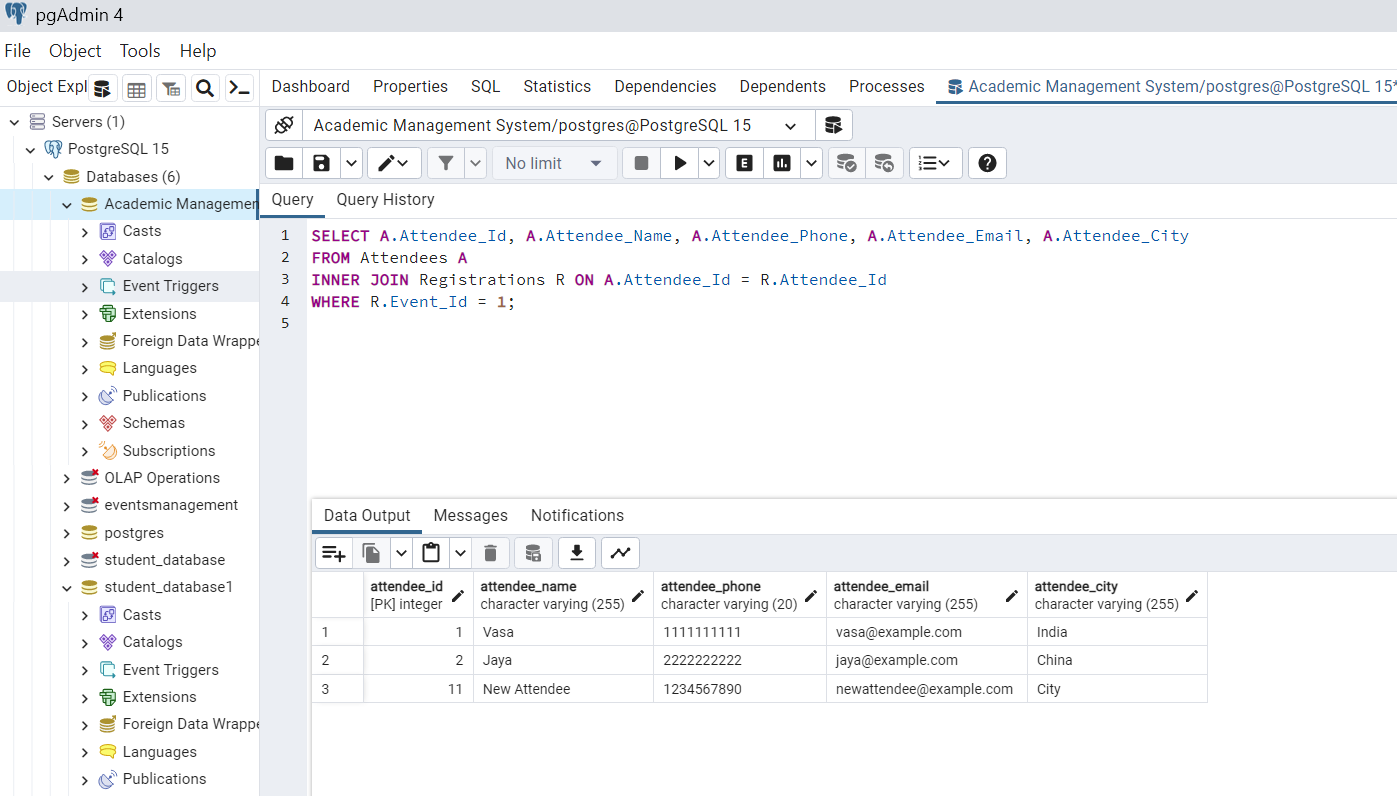 pgAdmin 4
File Object Tools Help
Object Expl
Dashboard Properties SQL Statistics Dependencies Dependents Processes Academic Management System/postgres@PostgreSQL 15*
Servers (1)
PostgreSQL 15
Databases (6)
Academic Managemen
Casts
Catalogs
Event Triggers
Extensions
Foreign Data Wrappe
Languages
Publications
Schemas
Subscriptions
OLAP Operations
eventsmanagement
postgres
student_database
student_database1
Casts
Catalogs
Event Triggers
Extensions
Foreign Data Wrappe
Languages
Publications
Academic Management System/postgres@PostgreSQL 15
No limit E
Query Query History
1 SELECT A.Attendee_Id, A.Attendee_Name, A.Attendee_Phone, A.Attendee_Email, A.Attendee_City
2 FROM Attendees A
3 INNER JOIN Registrations R ON A.Attendee_Id = R.Attendee_Id
4 WHERE R.Event_Id = 1;
5
Data Output Messages Notifications
attendee_id attendee_name attendee_phone attendee_email attendee_city
[PK] integer character varying (255) character varying (20) character varying (255) character varying (255)
1 1 Vasa 1111111111 vasa@example.com India
2 2 Jaya 2222222222 jaya@example.com China
3 11 New Attendee 1234567890 newattendee@example.com City